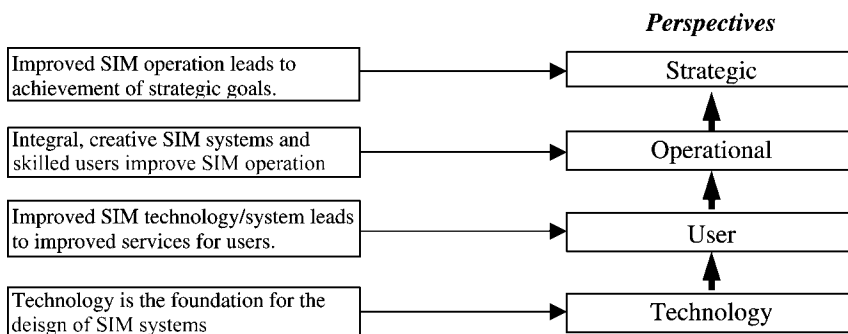 Perspectives
Improved SIM operation leads to
achievement of strategic goals.
Strategic
Integral, creative SIM systems and
skilled users improve SIM operation
Operational
Improved SIM technology/system leads
to improved services for users.
User
Technology is the foundation for the
deisgn of SIM systems
Technology